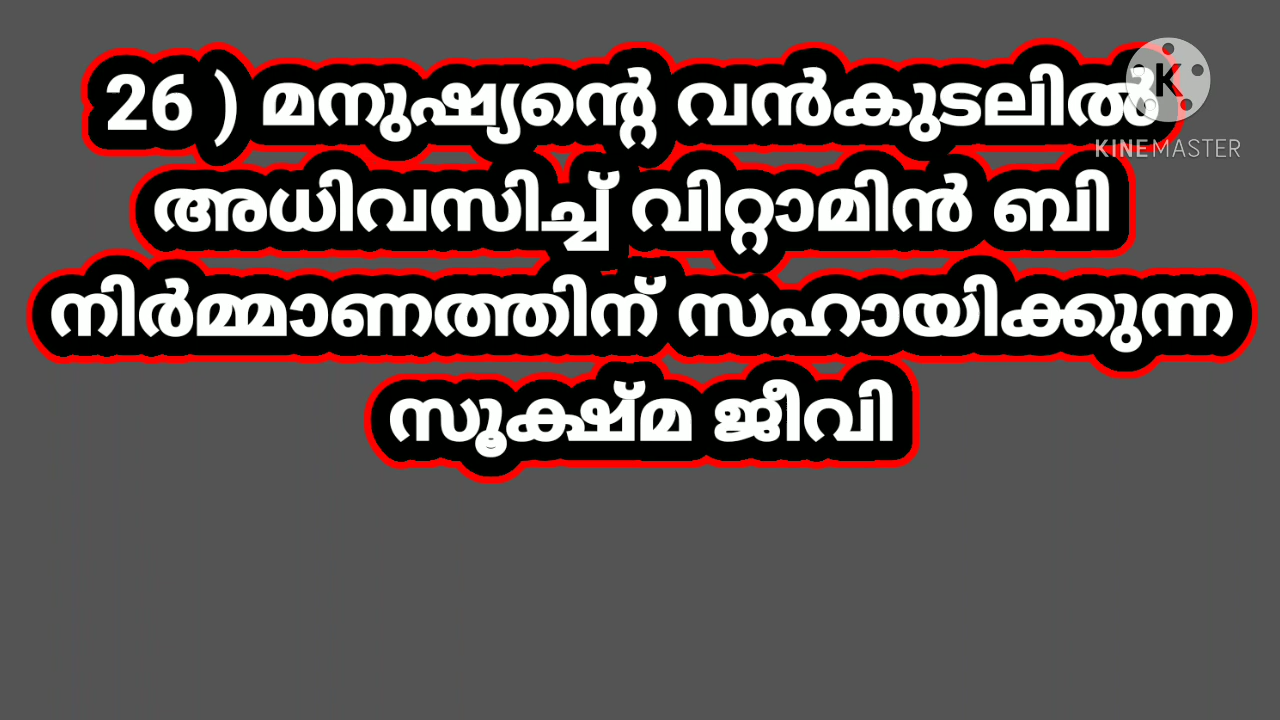 26 ) മനുഷ്യന്റെ വൻകുടലിൽ
KINEMASTER
അധിവസിച്ച് വിറ്റാമിൻ ബി
നിർമ്മാണത്തിന് സഹായിക്കുന്ന
സൂക്ഷ്മ ജീവി